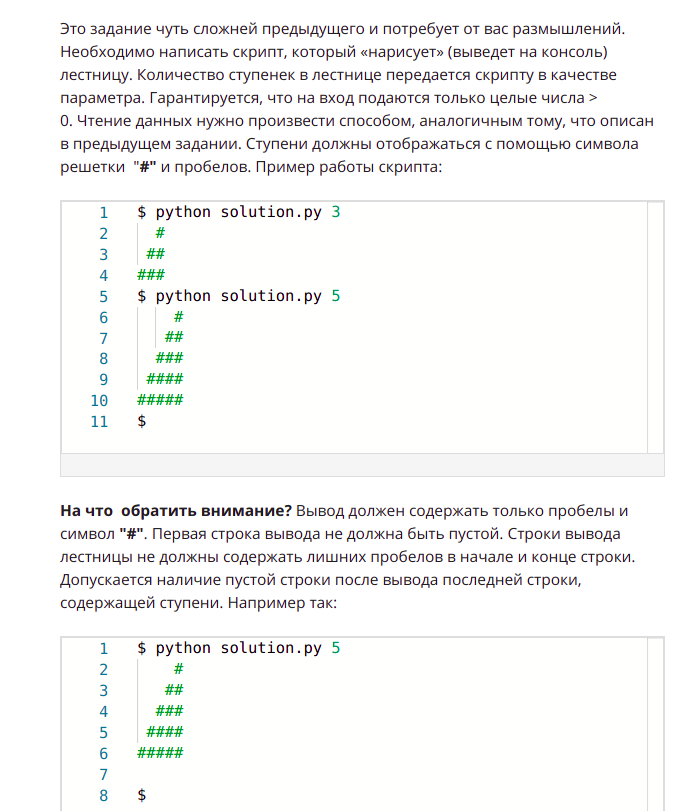 Это задание чуть сложней предыдущего и потребует от вас размышлений.
Необходимо написать скрипт, который «нарисует» (выведет на консоль)
лестницу. Количество ступенек в лестнице передается скрипту в качестве
параметра. Гарантируется, что на вход подаются только целые числа >
0. Чтение данных нужно произвести способом, аналогичным тому, что описан
в предыдущем задании. Ступени должны отображаться с помощью символа
решетки "#" и пробелов. Пример работы скрипта:
1 $ python solution.py 3
2   #
3  ##
4 ###
5 $ python solution.py 5
6     #
7    ##
8   ###
9  ####
10 #####
11 $
На что обратить внимание? Вывод должен содержать только пробелы и
символ "#". Первая строка вывода не должна быть пустой. Строки вывода
лестницы не должны содержать лишних пробелов в начале и конце строки.
Допускается наличие пустой строки после вывода последней строки,
содержащей ступени. Например так:
1 $ python solution.py 5
2     #
3    ##
4   ###
5  ####
6 #####
7
8 $